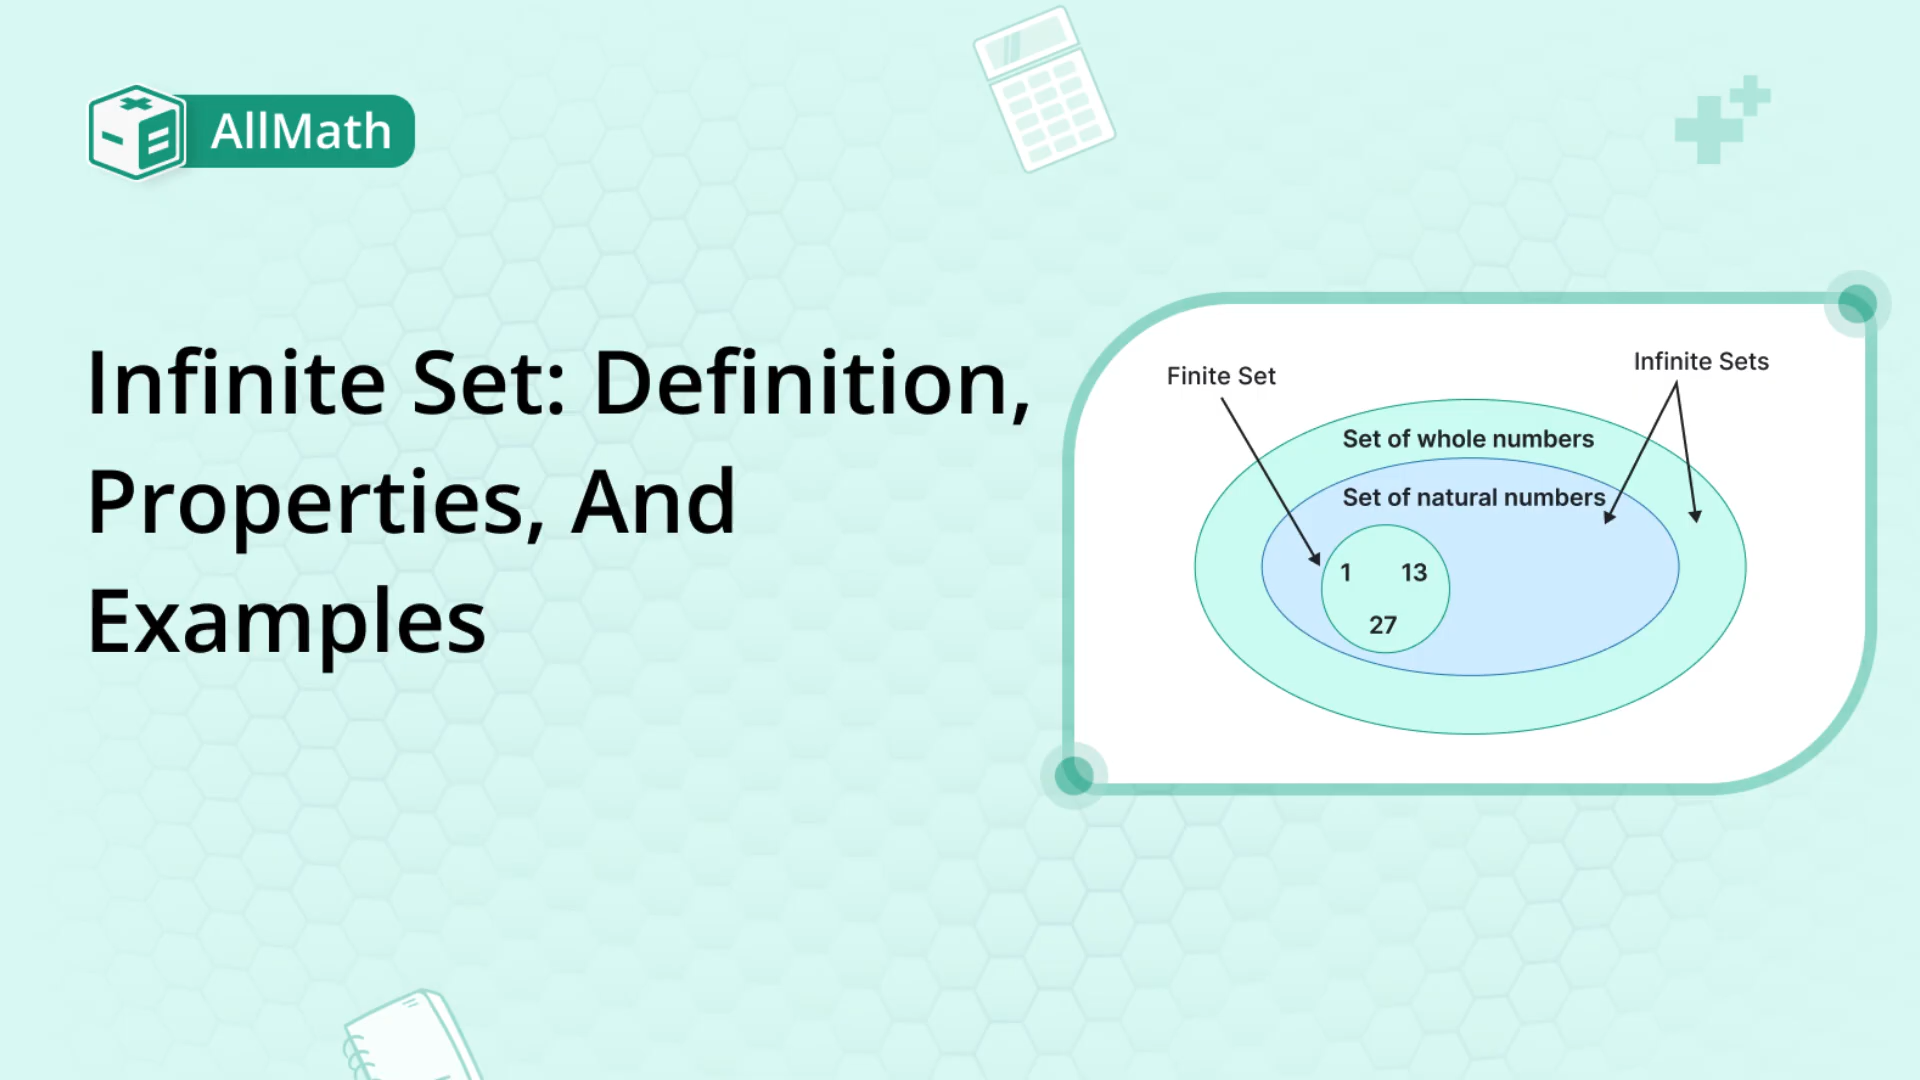 AllMath
Infinite Set: Definition,
Properties, And
Examples
Finite Set
Infinite Sets
Set of whole numbers
Set of natural numbers
1 13
27